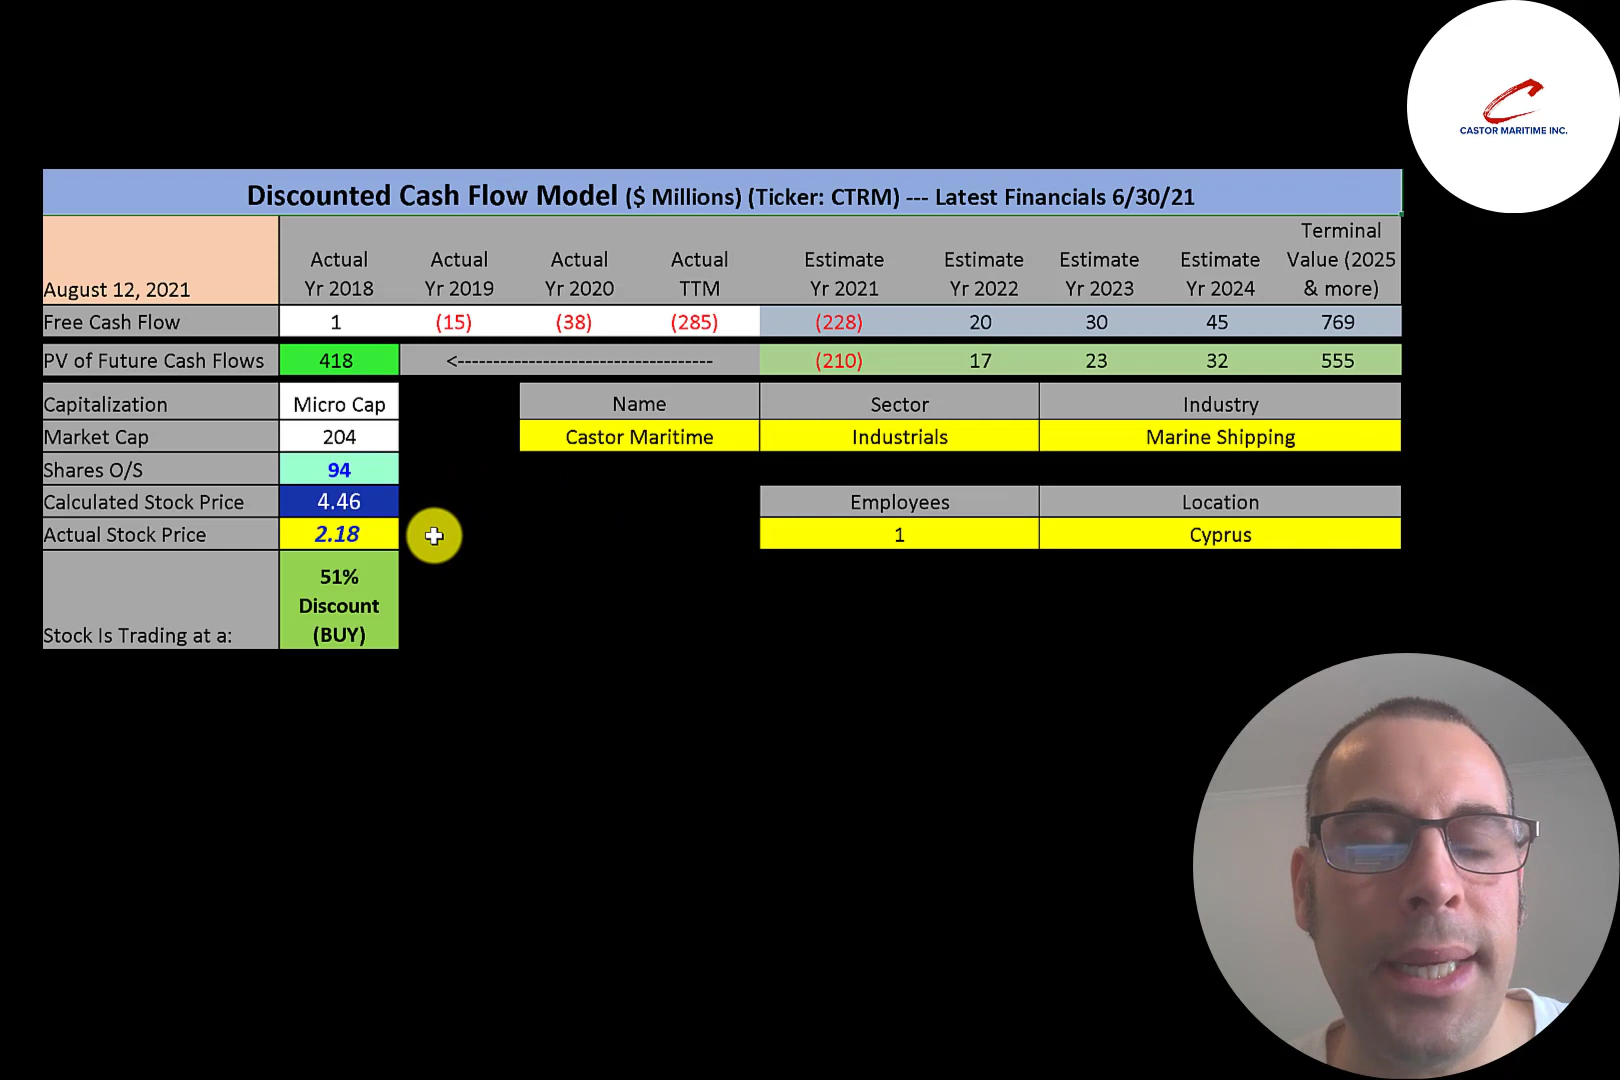 CASTOR MARITIME INC.
Discounted Cash Flow Model ($ Millions) (Ticker: CTRM) --- Latest Financials 6/30/21
August 12, 2021
Actual Yr 2018
Actual Yr 2019
Actual Yr 2020
Actual TTM
Estimate Yr 2021
Estimate Yr 2022
Estimate Yr 2023
Estimate Yr 2024
Terminal Value (2025 & more)
Free Cash Flow 1 (15) (38) (285) (228) 20 30 45 769
PV of Future Cash Flows 418 <------------------------------------ (210) 17 23 32 555
Capitalization Micro Cap
Market Cap 204
Shares O/S 94
Calculated Stock Price 4.46
Actual Stock Price 2.18
Stock Is Trading at a: 51% Discount (BUY)
Name Sector Industry
Castor Maritime Industrials Marine Shipping
Employees Location
1 Cyprus